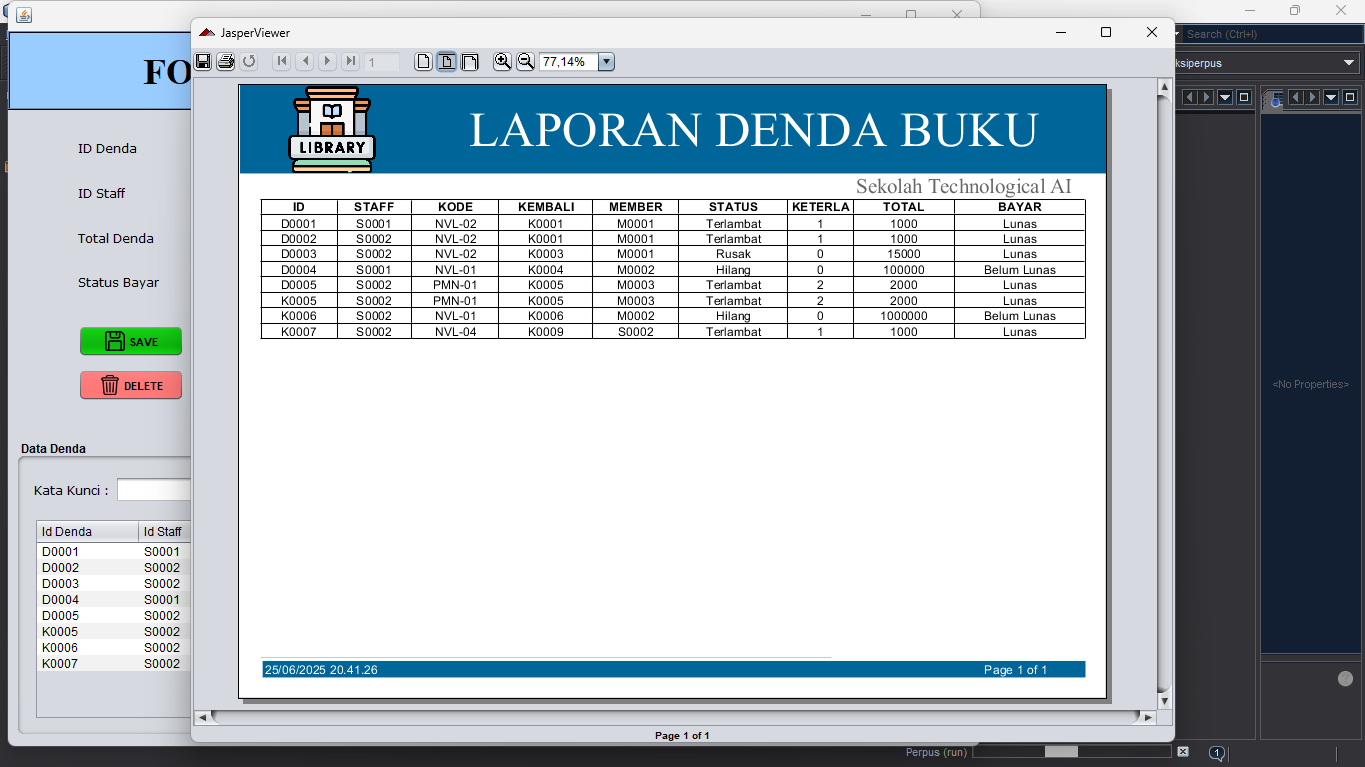 JasperViewer
Search (Ctrl+I)
FO
ksiperpus
1
77,14%
LIBRARY
LAPORAN DENDA BUKU
Sekolah Technological AI
ID Denda
ID Staff
Total Denda
Status Bayar
SAVE
DELETE
ID STAFF KODE KEMBALI MEMBER STATUS KETERLA TOTAL BAYAR
D0001 S0001 NVL-02 K0001 M0001 Terlambat 1 1000 Lunas
D0002 S0002 NVL-02 K0001 M0001 Terlambat 1 1000 Lunas
D0003 S0002 NVL-02 K0003 M0001 Rusak 0 15000 Lunas
D0004 S0001 NVL-01 K0004 M0002 Hilang 0 100000 Belum Lunas
D0005 S0002 PMN-01 K0005 M0003 Terlambat 2 2000 Lunas
K0005 S0002 PMN-01 K0005 M0003 Terlambat 2 2000 Lunas
K0006 S0002 NVL-01 K0006 M0002 Hilang 0 1000000 Belum Lunas
K0007 S0002 NVL-04 K0009 S0002 Terlambat 1 1000 Lunas
<No Properties>
Data Denda
Kata Kunci :
Id Denda Id Staff
D0001 S0001
D0002 S0002
D0003 S0002
D0004 S0001
D0005 S0002
K0005 S0002
K0006 S0002
K0007 S0002
25/06/2025 20.41.26 Page 1 of 1
Page 1 of 1
Perpus (run)
1